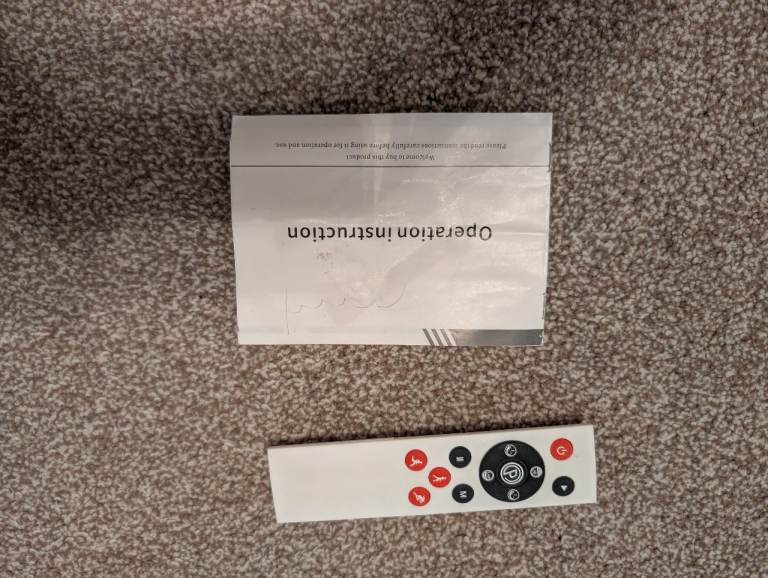 Operation instruction
Welcome to buy this product
Please read the instructions carefully before using it for operation and use.
P
M